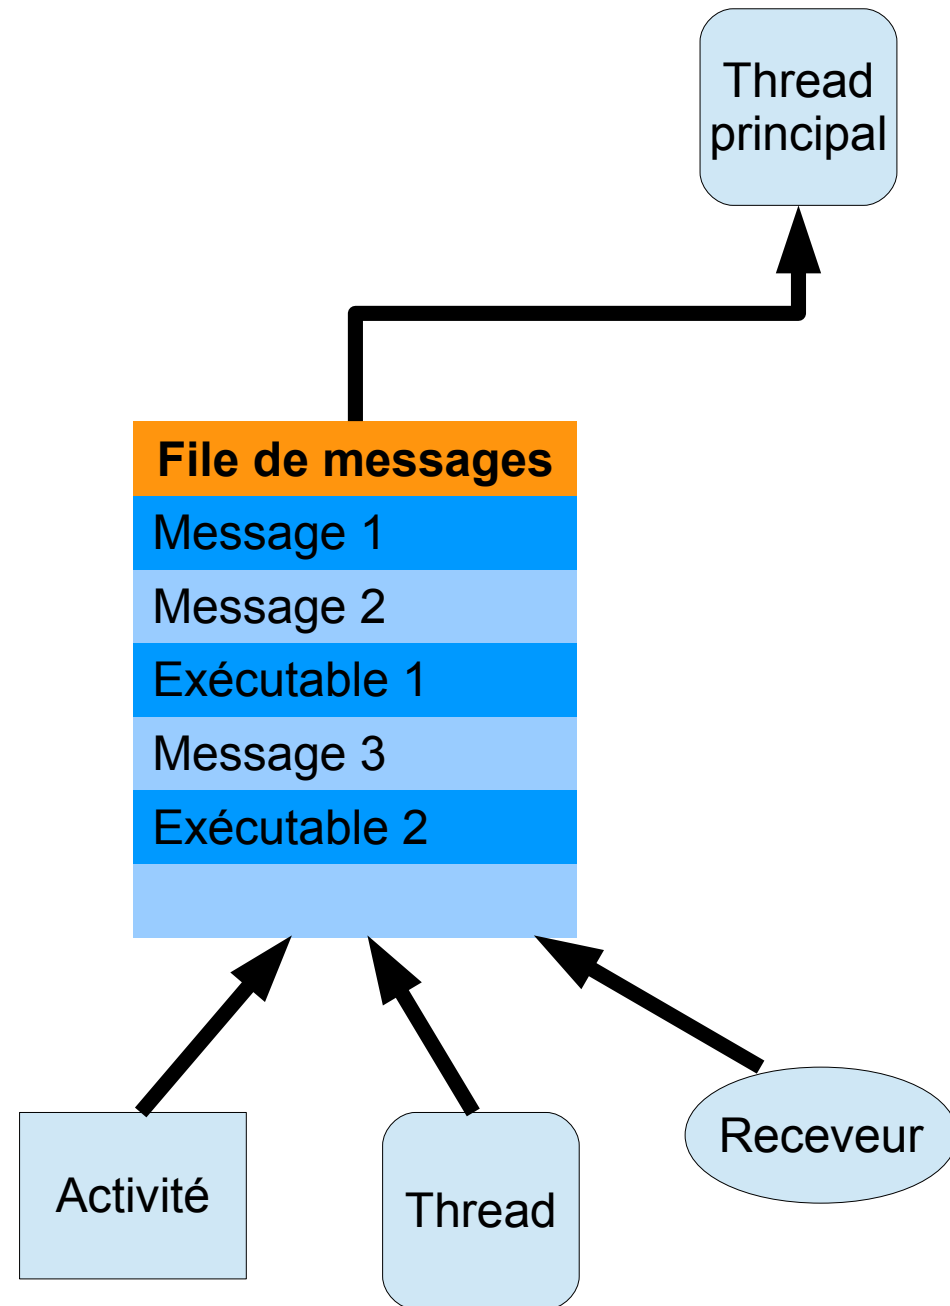 Thread
principal
File de messages
Message 1
Message 2
Exécutable 1
Message 3
Exécutable 2
Activité
Thread
Receveur